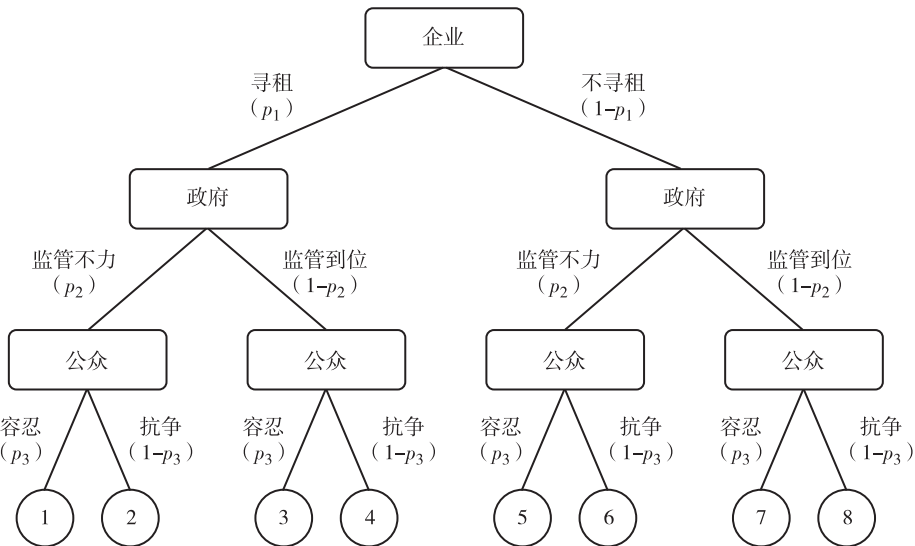 企业
寻租 不寻租
(p1) (1-p1)
政府 政府
监管不力 监管到位 监管不力 监管到位
(p2) (1-p2) (p2) (1-p2)
公众 公众 公众 公众
容忍 抗争 容忍 抗争 容忍 抗争 容忍 抗争
(p3) (1-p3) (p3) (1-p3) (p3) (1-p3) (p3) (1-p3)
1 2 3 4 5 6 7 8